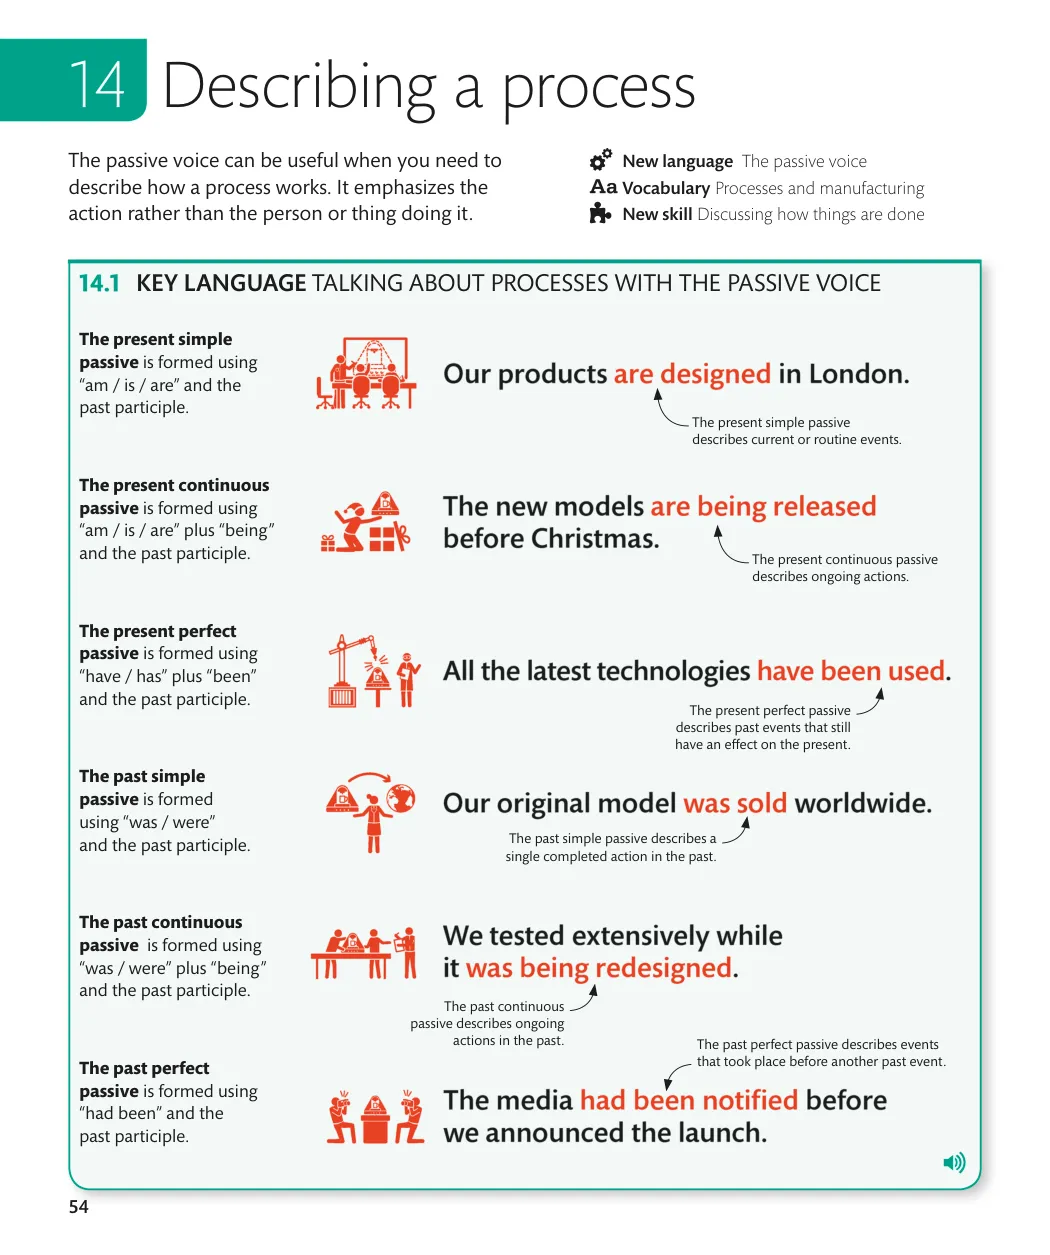 14 Describing a process
The passive voice can be useful when you need to
describe how a process works. It emphasizes the
action rather than the person or thing doing it.
New language The passive voice
Aa Vocabulary Processes and manufacturing
New skill Discussing how things are done
14.1 KEY LANGUAGE TALKING ABOUT PROCESSES WITH THE PASSIVE VOICE
The present simple
passive is formed using
“am / is / are” and the
past participle.
Our products are designed in London.
The present simple passive
describes current or routine events.
The present continuous
passive is formed using
“am / is / are” plus “being”
and the past participle.
The new models are being released
before Christmas.
The present continuous passive
describes ongoing actions.
The present perfect
passive is formed using
“have / has” plus “been”
and the past participle.
All the latest technologies have been used.
The present perfect passive
describes past events that still
have an effect on the present.
The past simple
passive is formed
using “was / were”
and the past participle.
Our original model was sold worldwide.
The past simple passive describes a
single completed action in the past.
The past continuous
passive is formed using
“was / were” plus “being”
and the past participle.
We tested extensively while
it was being redesigned.
The past continuous
passive describes ongoing
actions in the past.
The past perfect
passive is formed using
“had been” and the
past participle.
The past perfect passive describes events
that took place before another past event.
The media had been notified before
we announced the launch.
54